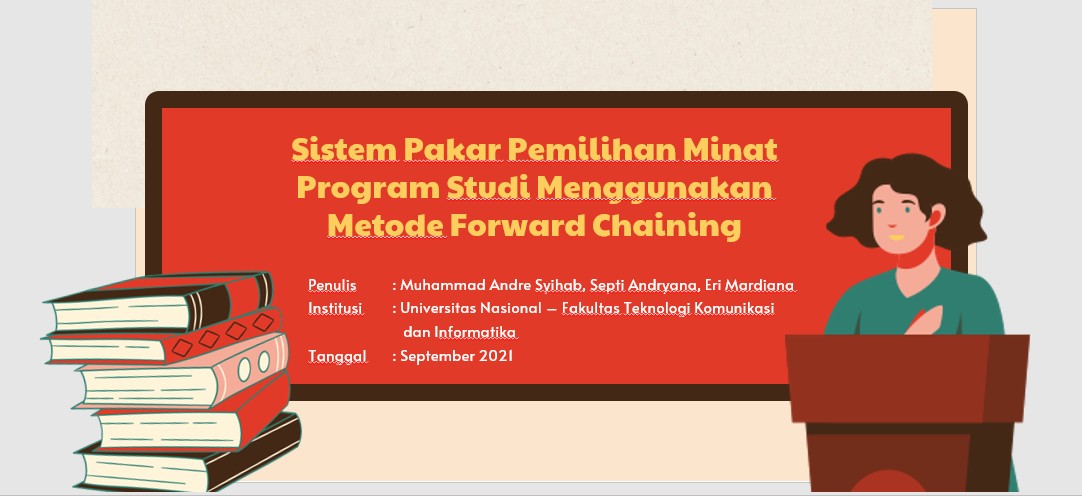 Sistem Pakar Pemilihan Minat
Program Studi Menggunakan
Metode Forward Chaining
Penulis : Muhammad Andre Syihab, Septi Andryana, Eri Mardiana
Institusi : Universitas Nasional – Fakultas Teknologi Komunikasi
dan Informatika
Tanggal : September 2021